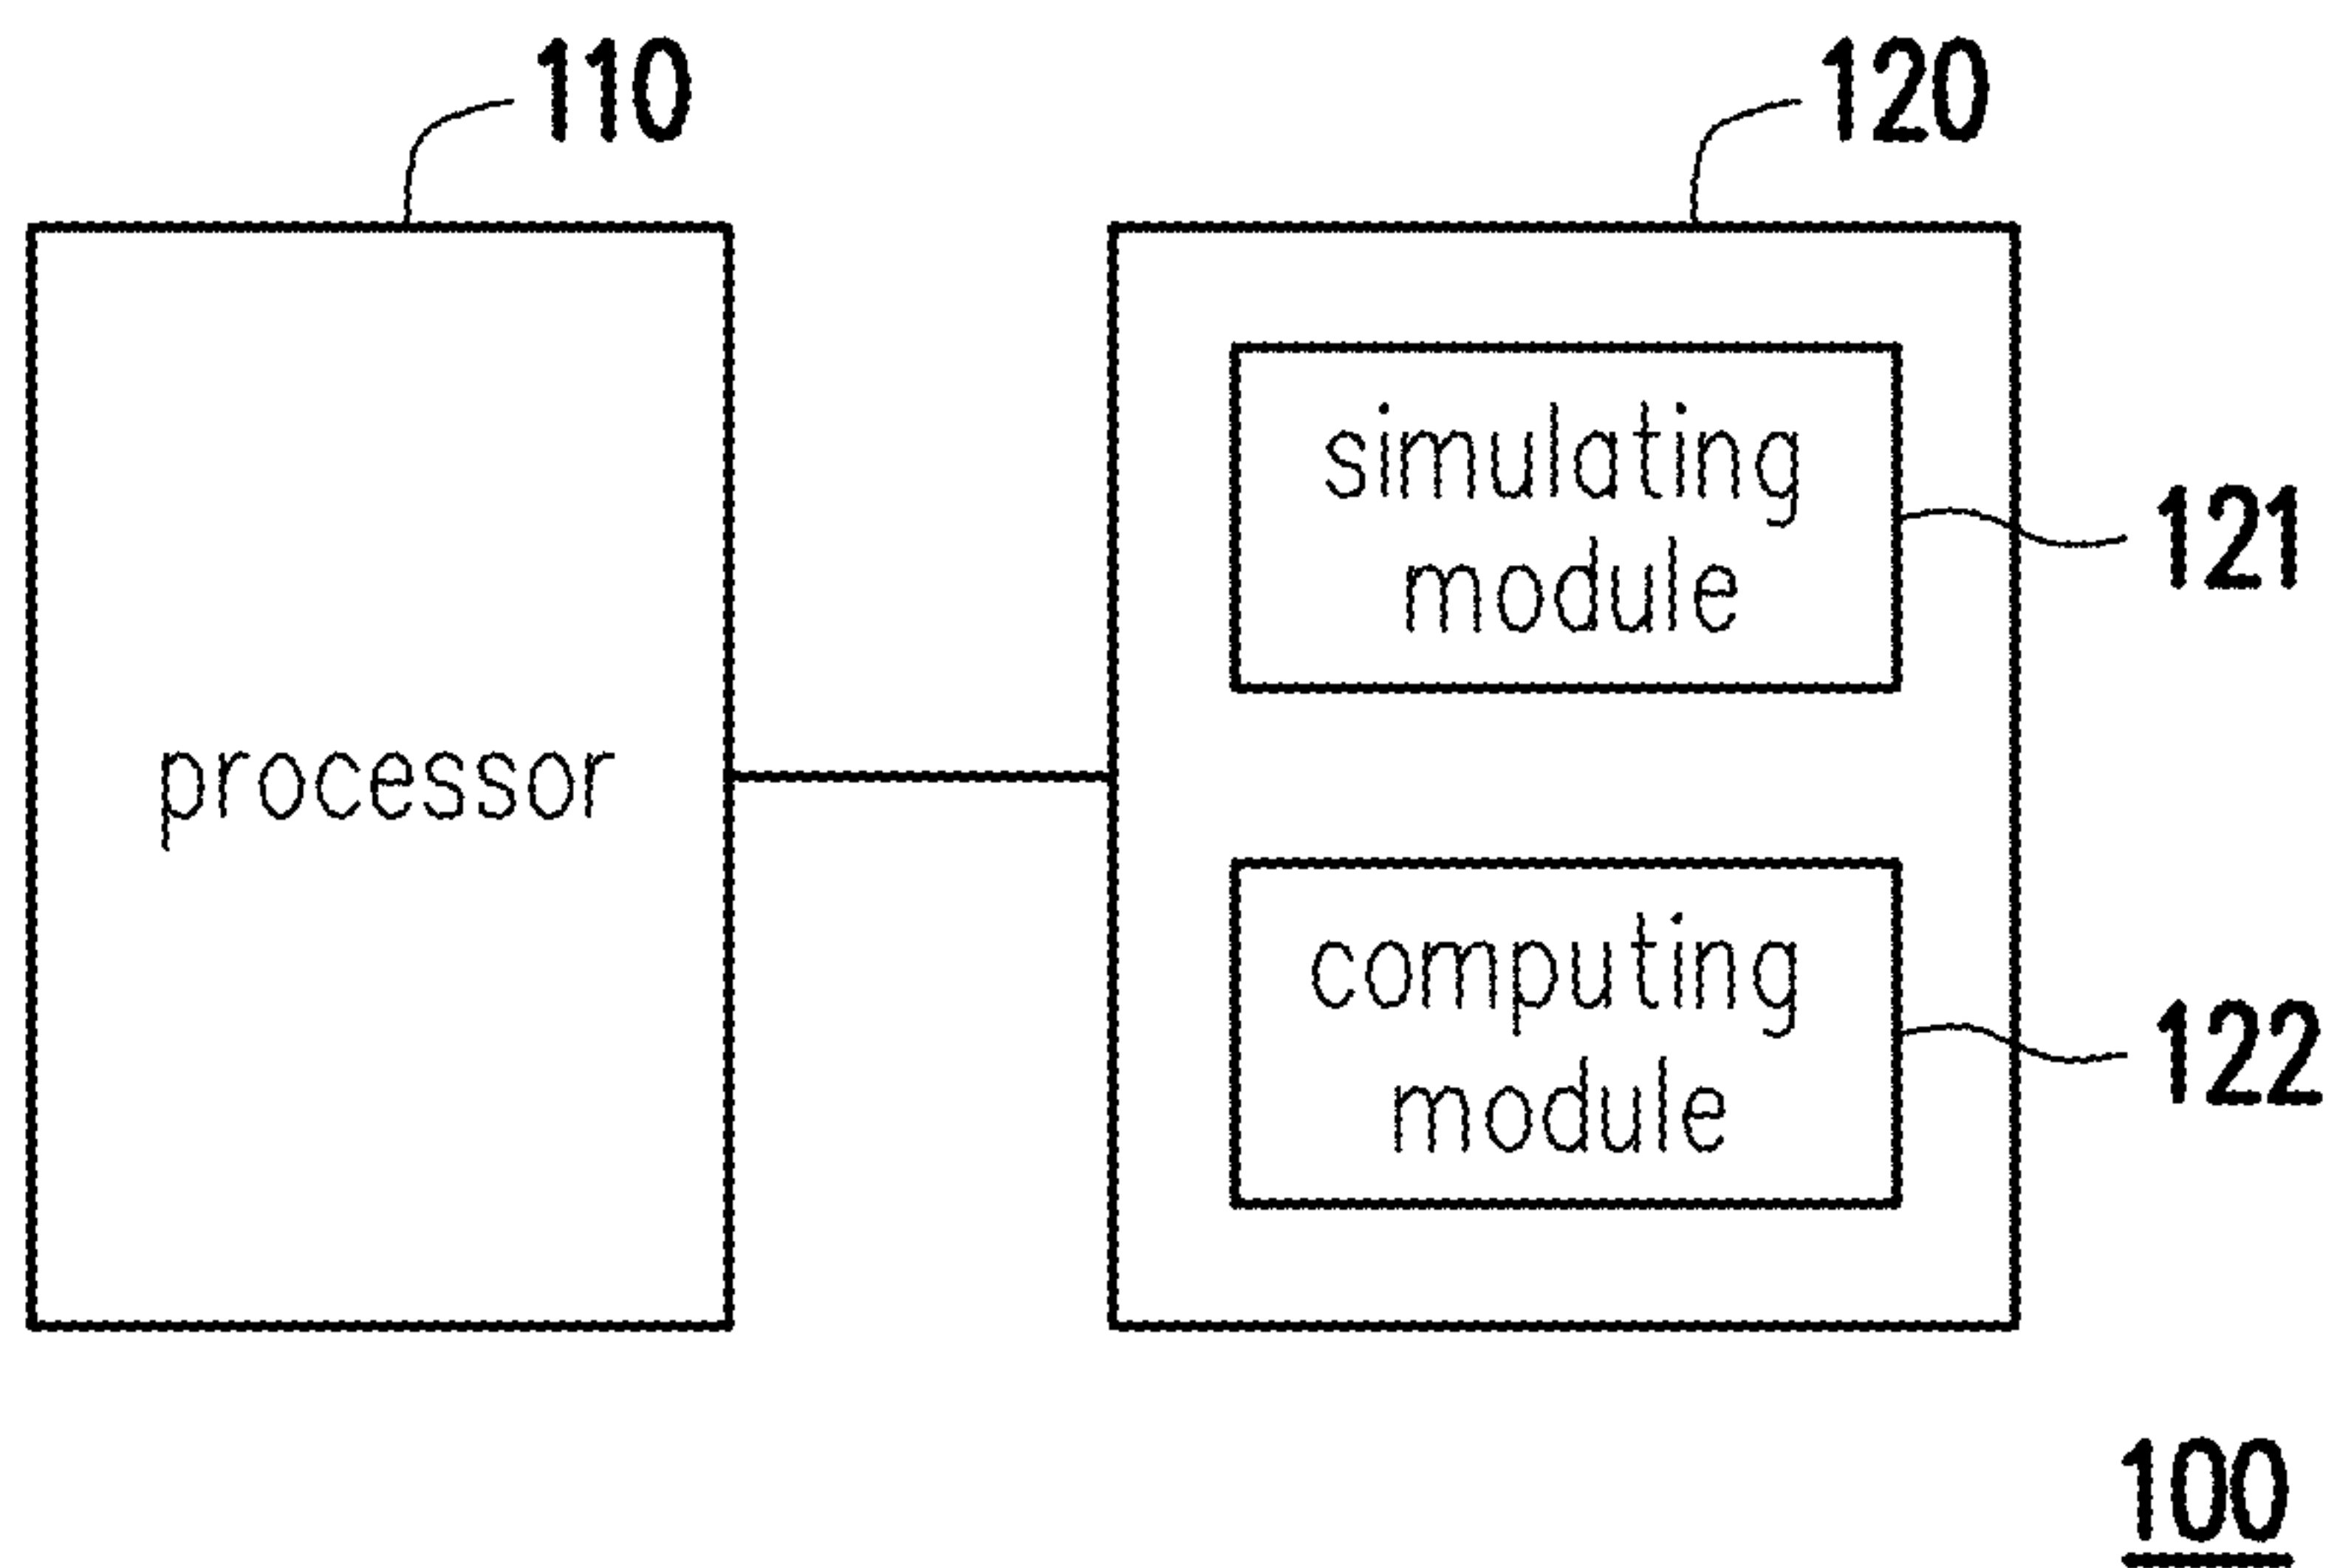 110
120
processor
simulating
module
121
computing
module
122
100